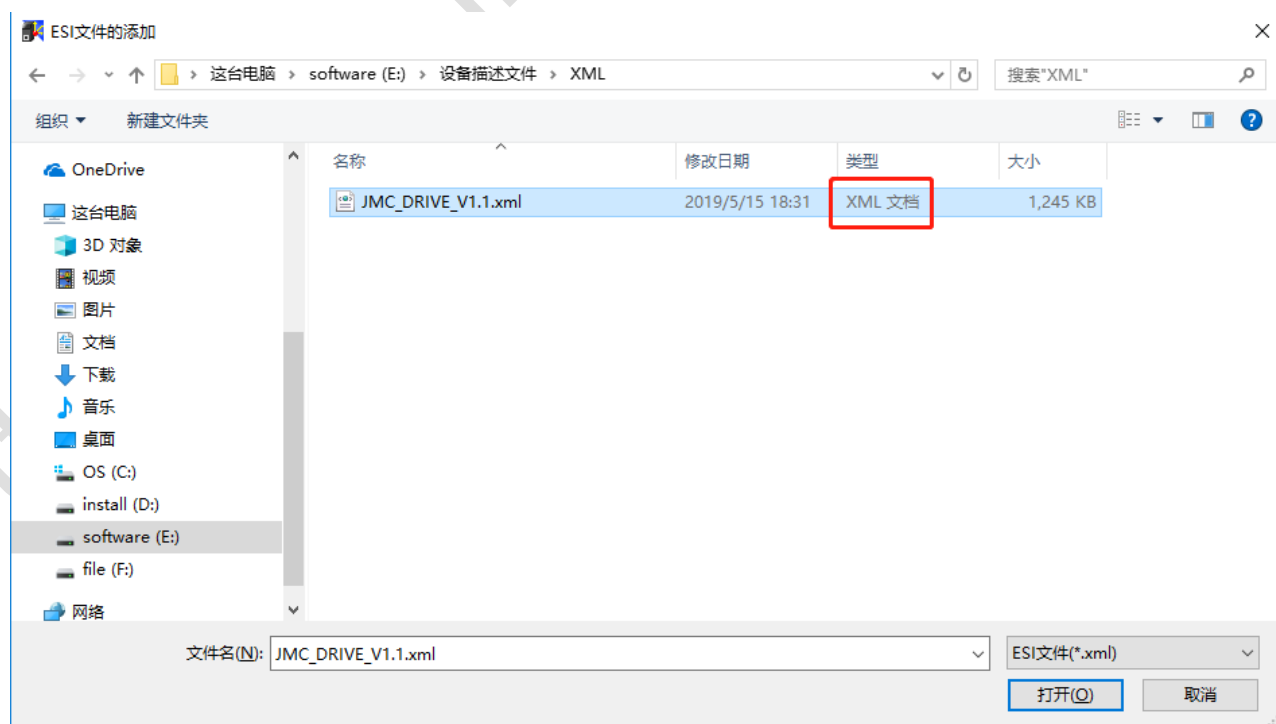 ESI文件的添加
这台电脑 › software (E:) › 设备描述文件 › XML
搜索"XML"
组织
新建文件夹
OneDrive
这台电脑
3D 对象
视频
图片
文档
下载
音乐
桌面
OS (C:)
install (D:)
software (E:)
file (F:)
网络
名称 修改日期 类型 大小
JMC_DRIVE_V1.1.xml 2019/5/15 18:31 XML 文档 1,245 KB
文件名(N): JMC_DRIVE_V1.1.xml
ESI文件(*.xml)
打开(O) 取消